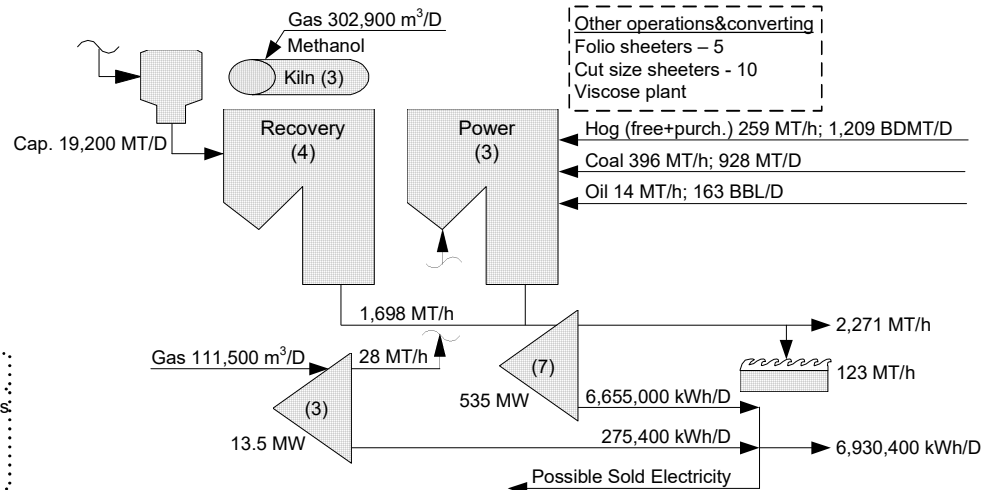 Gas 302,900 m³/D
Methanol
Kiln (3)
Other operations&converting
Folio sheeters – 5
Cut size sheeters - 10
Viscose plant
Cap. 19,200 MT/D
Recovery
(4)
Power
(3)
Hog (free+purch.) 259 MT/h; 1,209 BDMT/D
Coal 396 MT/h; 928 MT/D
Oil 14 MT/h; 163 BBL/D
1,698 MT/h
2,271 MT/h
Gas 111,500 m³/D
28 MT/h
(7)
123 MT/h
535 MW
6,655,000 kWh/D
s
(3)
13.5 MW
275,400 kWh/D
6,930,400 kWh/D
Possible Sold Electricity